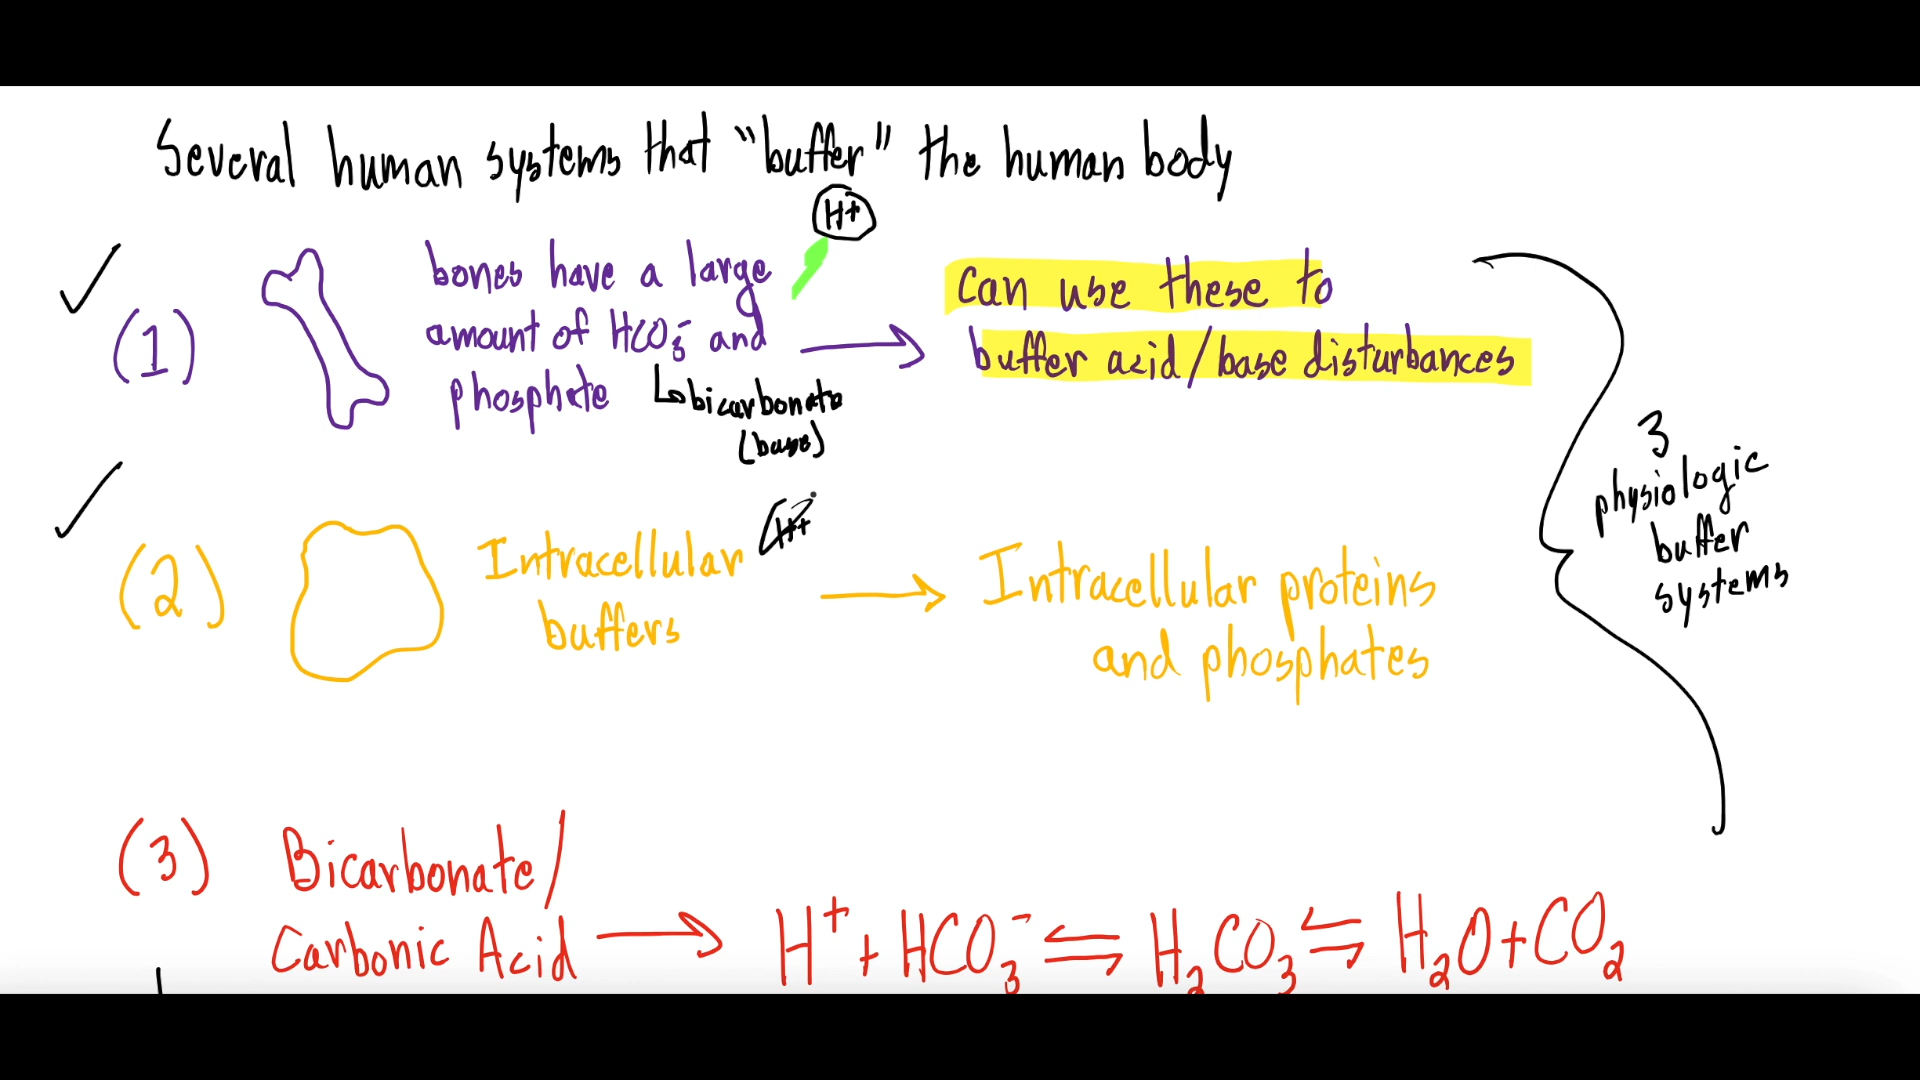 Several human systems that "buffer" the human body
H+
(1)
bones have a large
amount of HCO3- and
phosphate
↳bicarbonate
(base)
can use these to
buffer acid/base disturbances
(2)
Intracellular
buffers
H+
Intracellular proteins
and phosphates
3
physiologic
buffer
systems
(3) Bicarbonate/
Carbonic Acid → H+ + HCO3- ⇌ H2CO3 ⇌ H2O + CO2